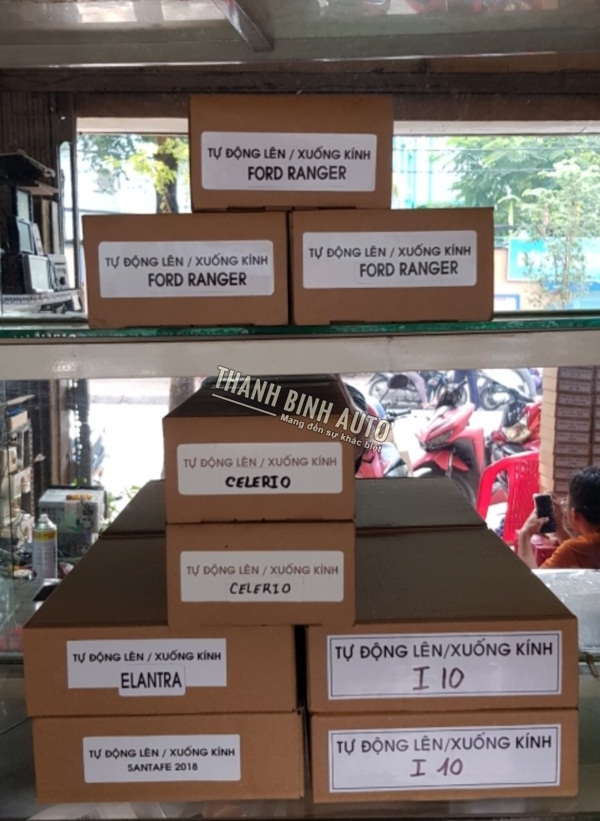 TỰ ĐỘNG LÊN / XUỐNG KÍNH
FORD RANGER
TỰ ĐỘNG LÊN / XUỐNG KÍNH
FORD RANGER
TỰ ĐỘNG LÊN / XUỐNG KÍNH
FORD RANGER
THANH BINH AUTO
Mang đến sự khác biệt
TỰ ĐỘNG LÊN / XUỐNG KÍNH
CELERIO
TỰ ĐỘNG LÊN / XUỐNG KÍNH
CELERIO
TỰ ĐỘNG LÊN / XUỐNG KÍNH
ELANTRA
TỰ ĐỘNG LÊN/XUỐNG KÍNH
I 10
TỰ ĐỘNG LÊN / XUỐNG KÍNH
SANTAFE 2018
TỰ ĐỘNG LÊN/XUỐNG KÍNH
I 10